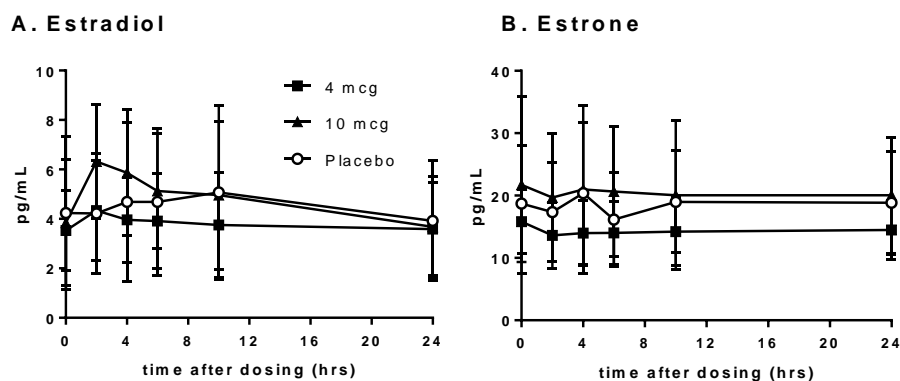 A. Estradiol
B. Estrone
10
8
6
4
2
0
pg/mL
4 mcg
10 mcg
Placebo
0 4 8 12 16 20 24
time after dosing (hrs)
40
30
20
10
0
pg/mL
0 4 8 12 16 20 24
time after dosing (hrs)